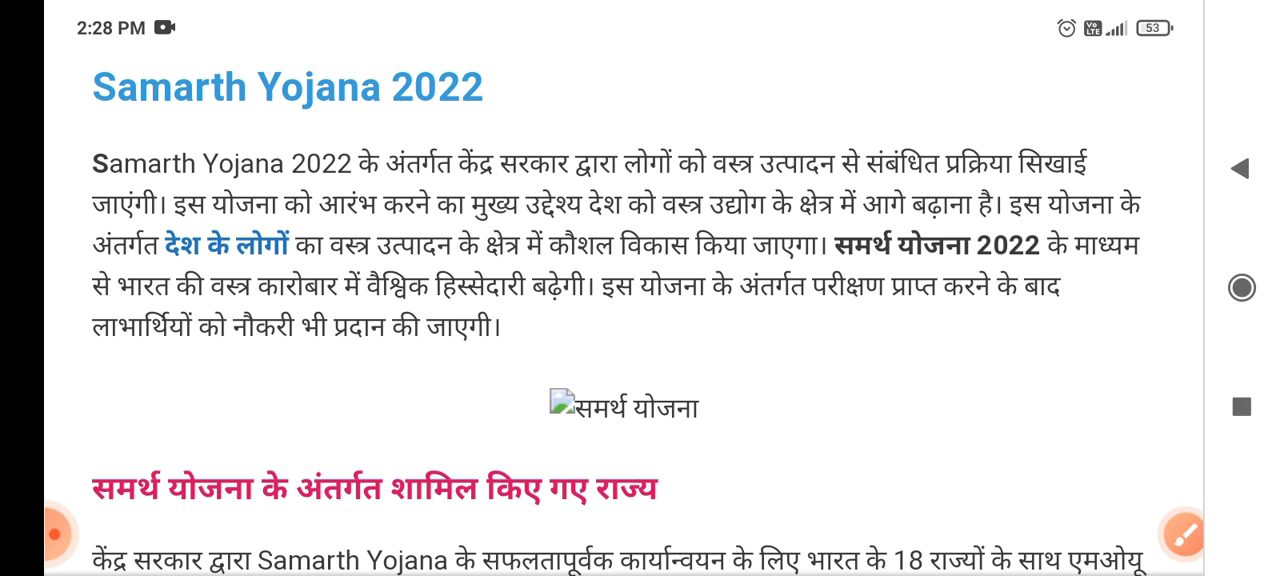 2:28 PM
Vo LTE
53
Samarth Yojana 2022
Samarth Yojana 2022 के अंतर्गत केंद्र सरकार द्वारा लोगों को वस्त्र उत्पादन से संबंधित प्रक्रिया सिखाई
जाएंगी। इस योजना को आरंभ करने का मुख्य उद्देश्य देश को वस्त्र उद्योग के क्षेत्र में आगे बढ़ाना है। इस योजना के
अंतर्गत देश के लोगों का वस्त्र उत्पादन के क्षेत्र में कौशल विकास किया जाएगा। समर्थ योजना 2022 के माध्यम
से भारत की वस्त्र कारोबार में वैश्विक हिस्सेदारी बढ़ेगी। इस योजना के अंतर्गत परीक्षण प्राप्त करने के बाद
लाभार्थियों को नौकरी भी प्रदान की जाएगी।
समर्थ योजना
समर्थ योजना के अंतर्गत शामिल किए गए राज्य
केंद्र सरकार द्वारा Samarth Yojana के सफलतापूर्वक कार्यान्वयन के लिए भारत के 18 राज्यों के साथ एमओयू